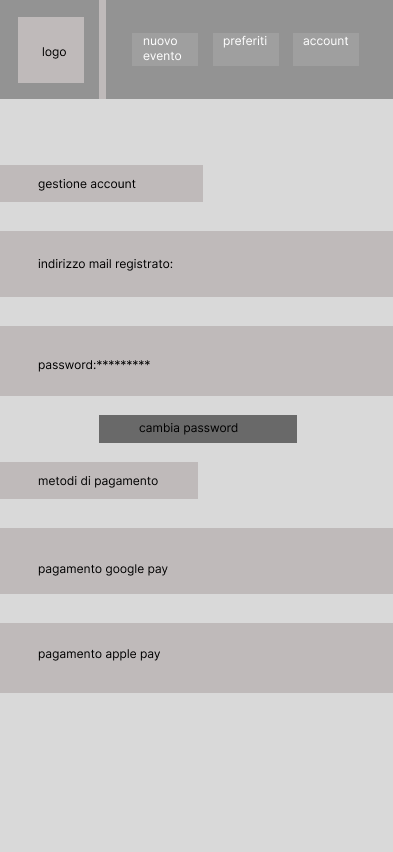 logo
nuovo
evento
preferiti
account
gestione account
indirizzo mail registrato:
password:*********
cambia password
metodi di pagamento
pagamento google pay
pagamento apple pay